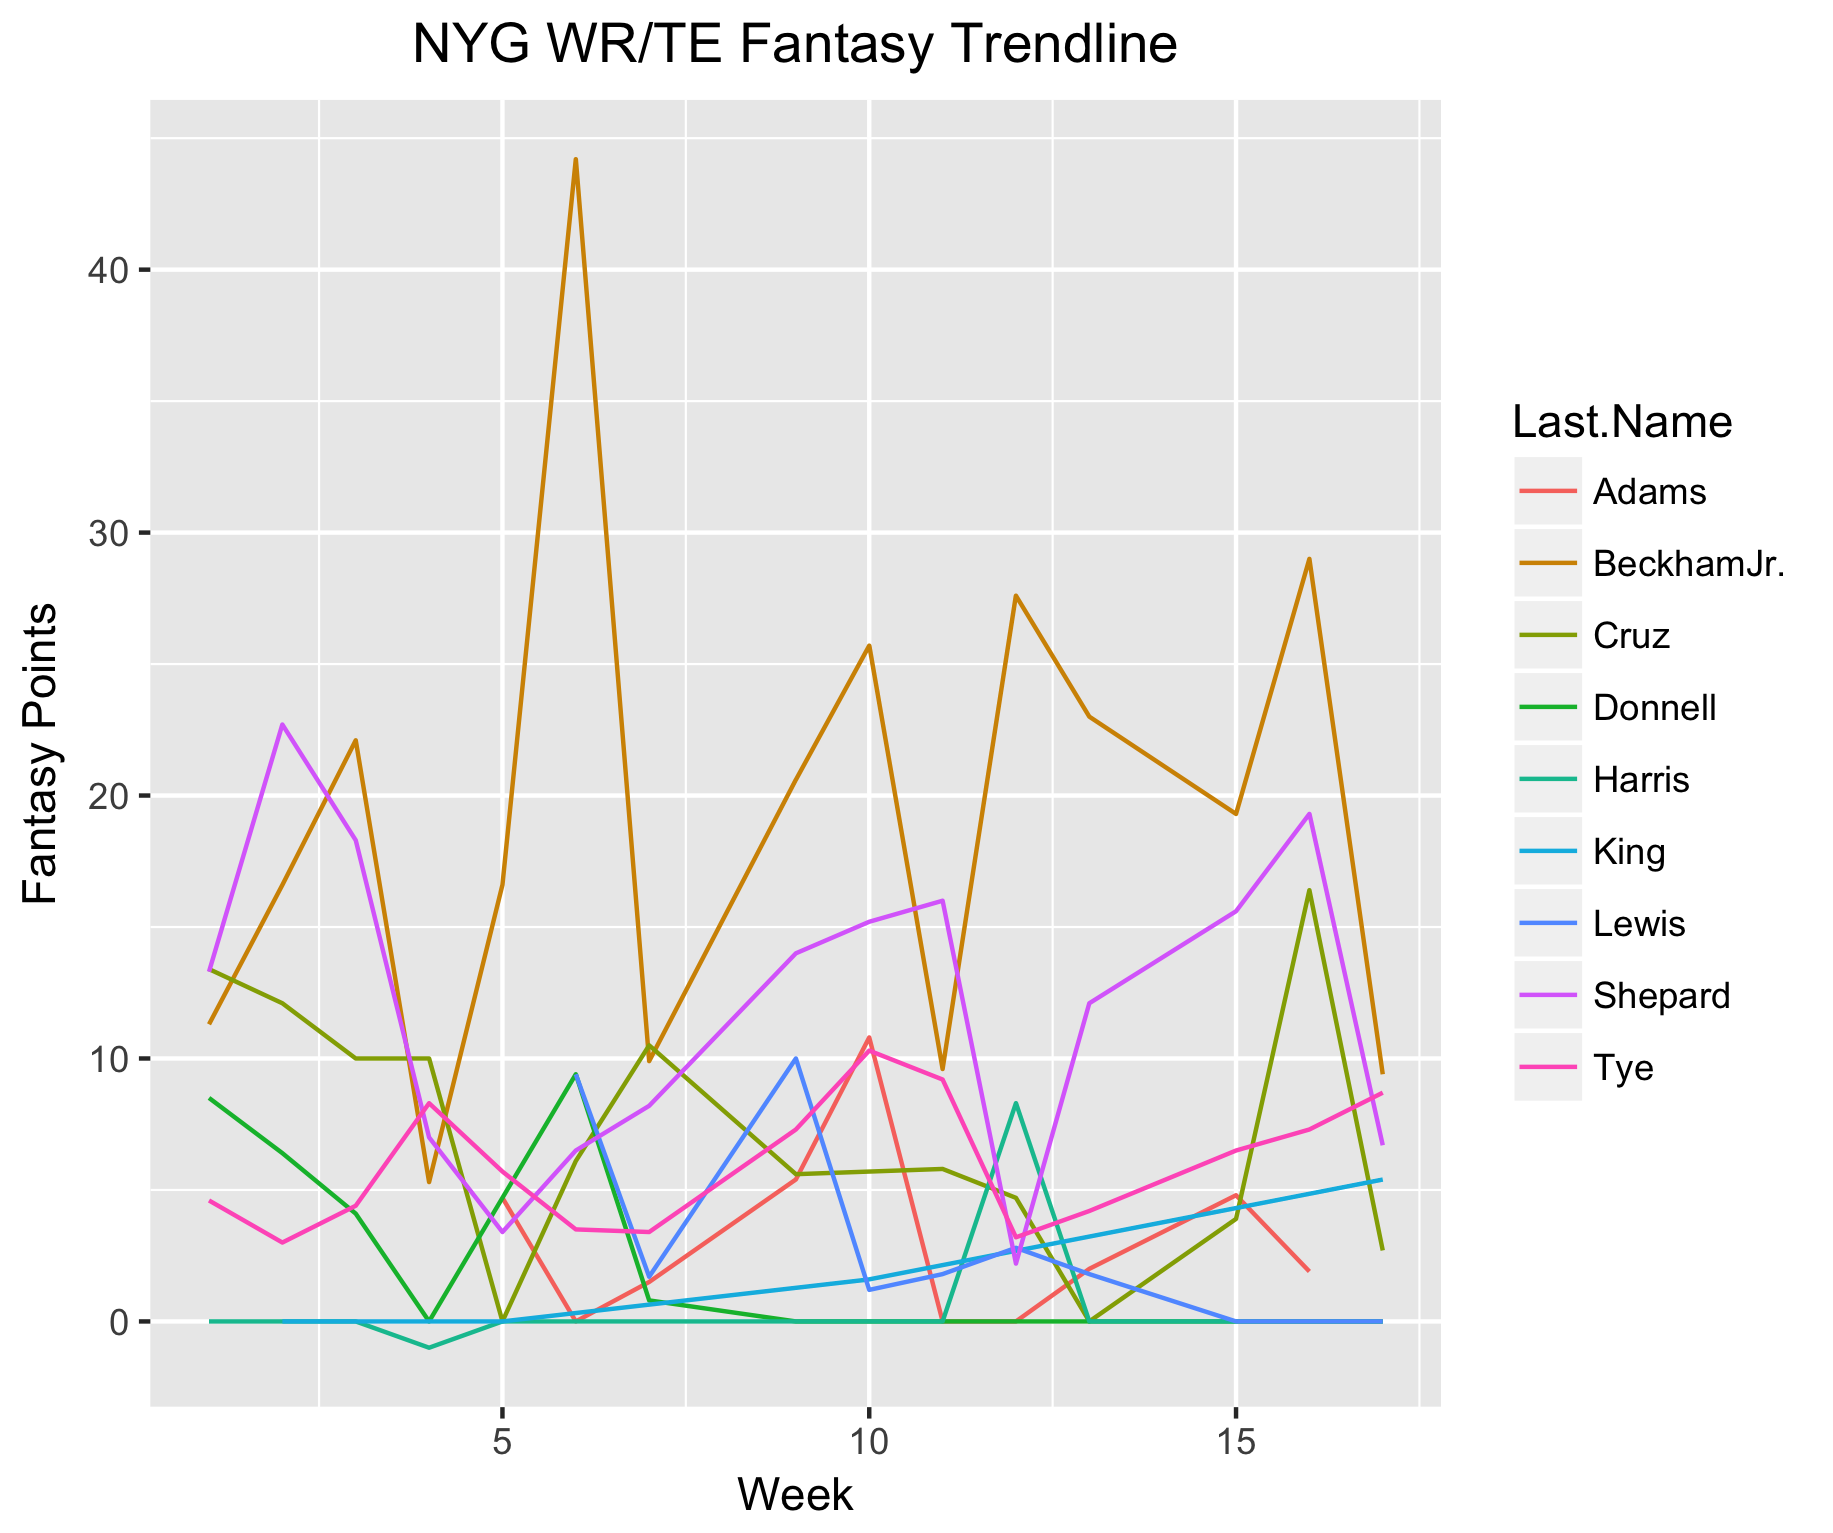 NYG WR/TE Fantasy Trendline
Fantasy Points
40
30
20
10
0
5 10 15
Week
Last.Name
Adams
BeckhamJr.
Cruz
Donnell
Harris
King
Lewis
Shepard
Tye